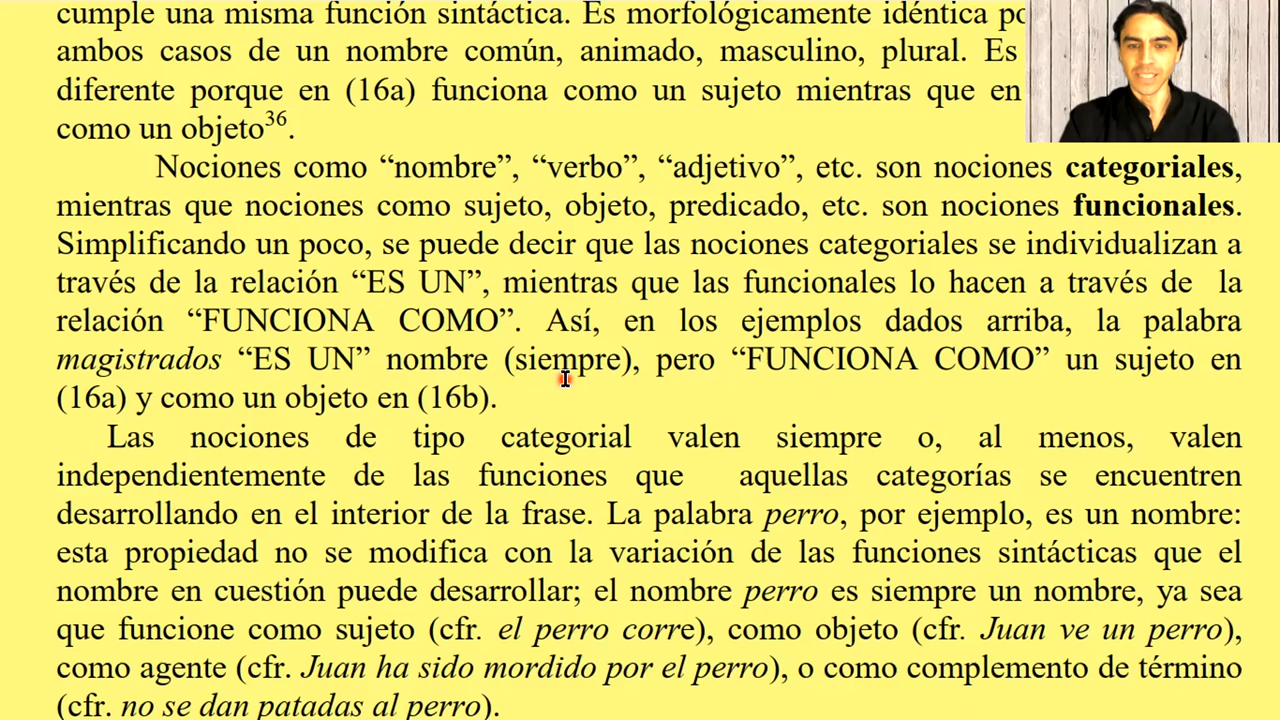 cumple una misma función sintáctica. Es morfológicamente idéntica
ambos casos de un nombre común, animado, masculino, plural. Es
diferente porque en (16a) funciona como un sujeto mientras que en
como un objeto36.
Nociones como “nombre”, “verbo”, “adjetivo”, etc. son nociones categoriales,
mientras que nociones como sujeto, objeto, predicado, etc. son nociones funcionales.
Simplificando un poco, se puede decir que las nociones categoriales se individualizan a
través de la relación “ES UN”, mientras que las funcionales lo hacen a través de la
relación “FUNCIONA COMO”. Así, en los ejemplos dados arriba, la palabra
magistrados “ES UN” nombre (siempre), pero “FUNCIONA COMO” un sujeto en
(16a) y como un objeto en (16b).
Las nociones de tipo categorial valen siempre o, al menos, valen
independientemente de las funciones que aquellas categorías se encuentren
desarrollando en el interior de la frase. La palabra perro, por ejemplo, es un nombre:
esta propiedad no se modifica con la variación de las funciones sintácticas que el
nombre en cuestión puede desarrollar; el nombre perro es siempre un nombre, ya sea
que funcione como sujeto (cfr. el perro corre), como objeto (cfr. Juan ve un perro),
como agente (cfr. Juan ha sido mordido por el perro), o como complemento de término
(cfr. no se dan patadas al perro).